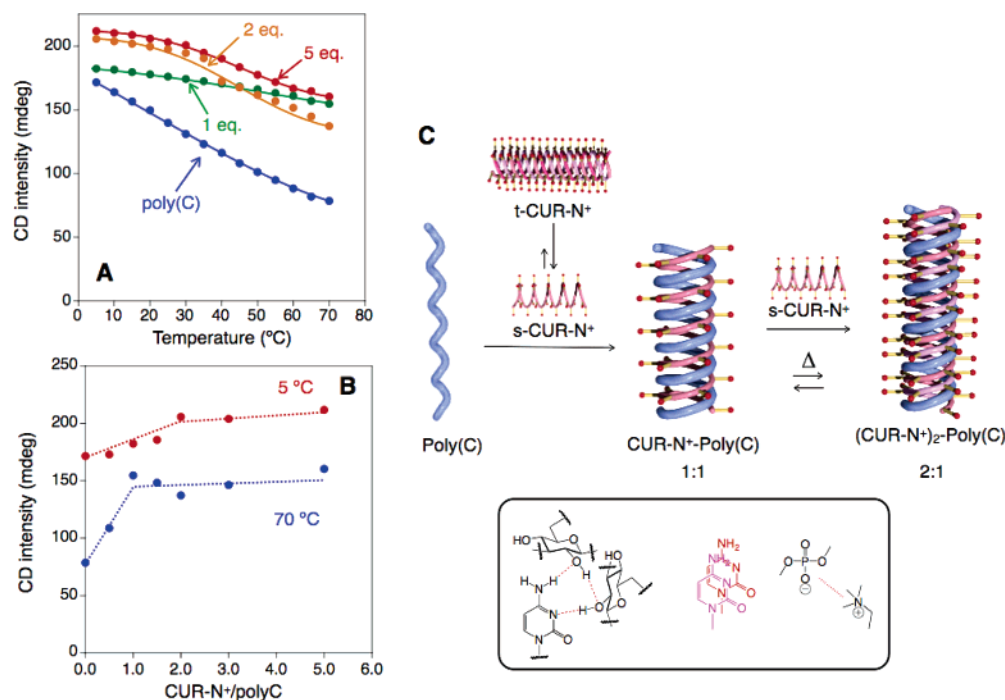 A
CD intensity (mdeg)
200
150
100
50
0
2 eq.
5 eq.
1 eq.
poly(C)
0 10 20 30 40 50 60 70 80
Temperature (ºC)
B
CD intensity (mdeg)
250
200
150
100
50
0
5 ºC
70 ºC
0.0 1.0 2.0 3.0 4.0 5.0 6.0
CUR-N⁺/polyC
C
t-CUR-N⁺
s-CUR-N⁺
s-CUR-N⁺
Δ
Poly(C)
CUR-N⁺-Poly(C)
(CUR-N⁺)₂-Poly(C)
1:1
2:1
HO O O O H
H HO O O
H N H O
N H O
N O
NH₂
N O
N O
O
O P O
O
⊖
N
⊕